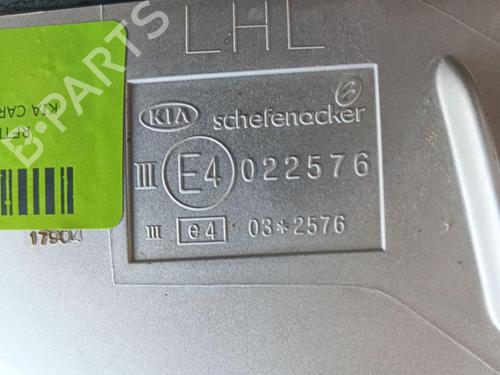 LHL
KIA schefenacker
III E4 022576
III e4 03*2576
17904
KIA CAR
B-PARTS